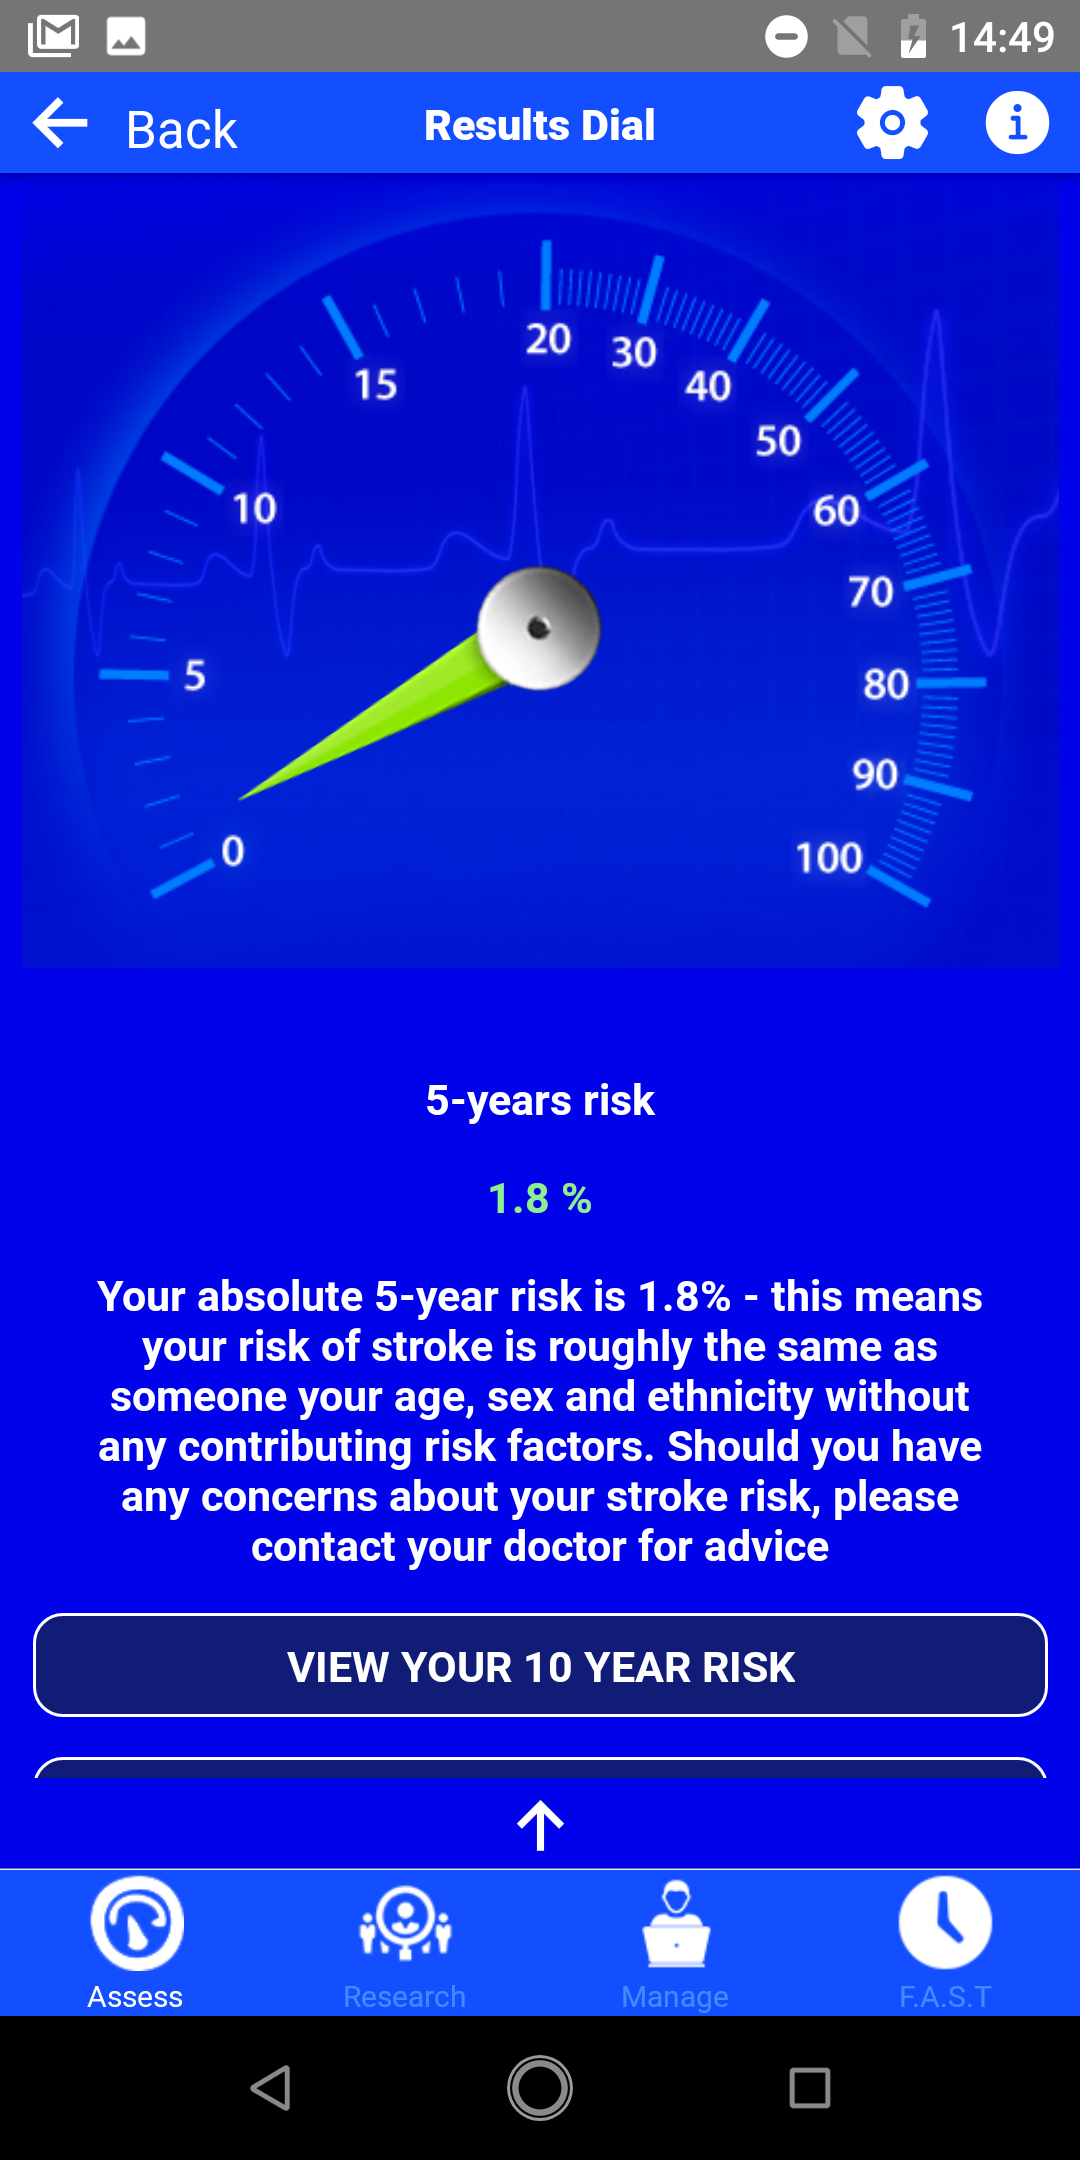 14:49
Back
Results Dial
20
30
15
40
50
10
60
70
5
80
90
0
100
5-years risk
1.8 %
Your absolute 5-year risk is 1.8% - this means
your risk of stroke is roughly the same as
someone your age, sex and ethnicity without
any contributing risk factors. Should you have
any concerns about your stroke risk, please
contact your doctor for advice
VIEW YOUR 10 YEAR RISK
Assess
Research
Manage
F.A.S.T